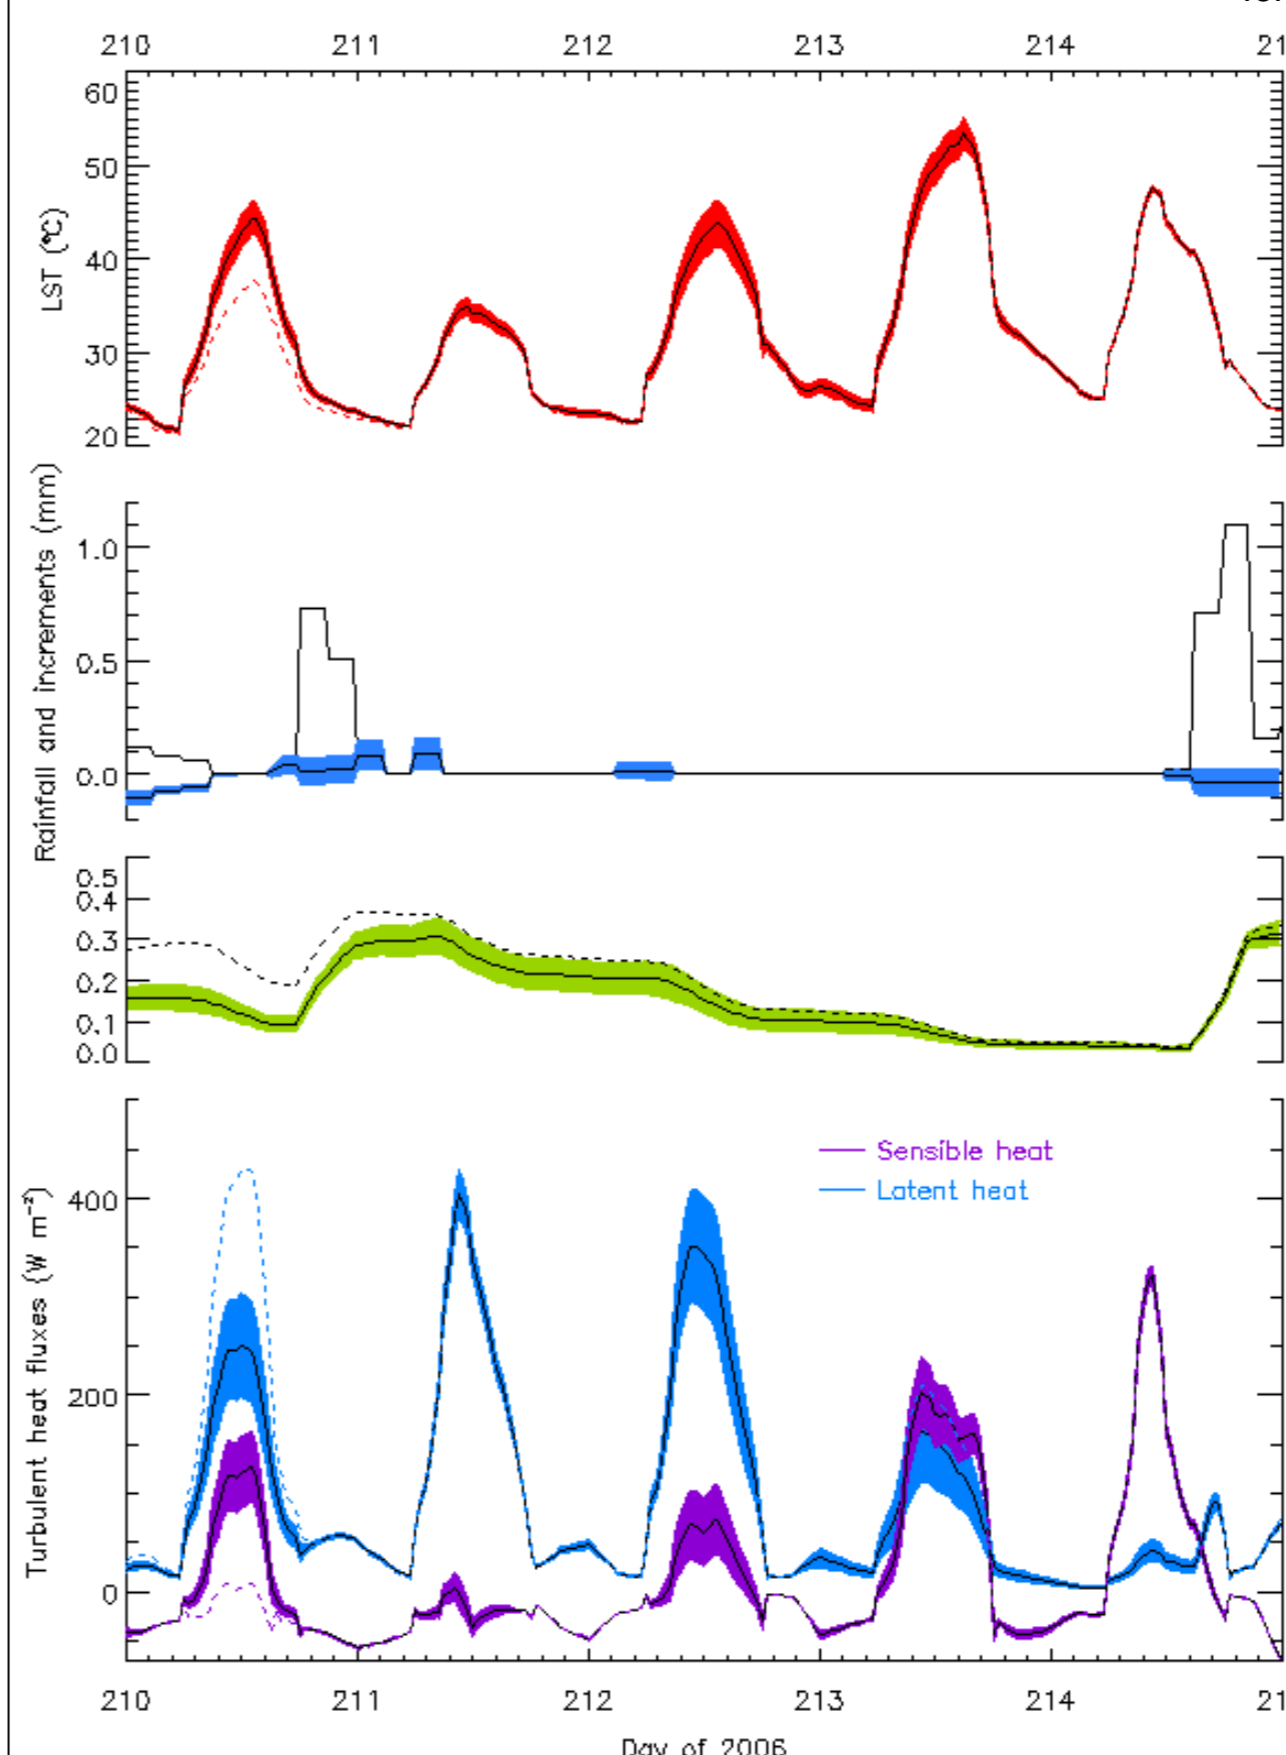 210 211 212 213 214 21
LST (°C)
60
50
40
30
20
Rainfall and increments (mm)
1.0
0.5
0.0
0.5
0.4
0.3
0.2
0.1
0.0
Turbulent heat fluxes (W m⁻²)
400
200
0
Sensible heat
Latent heat
210 211 212 213 214 21
Day of 2006